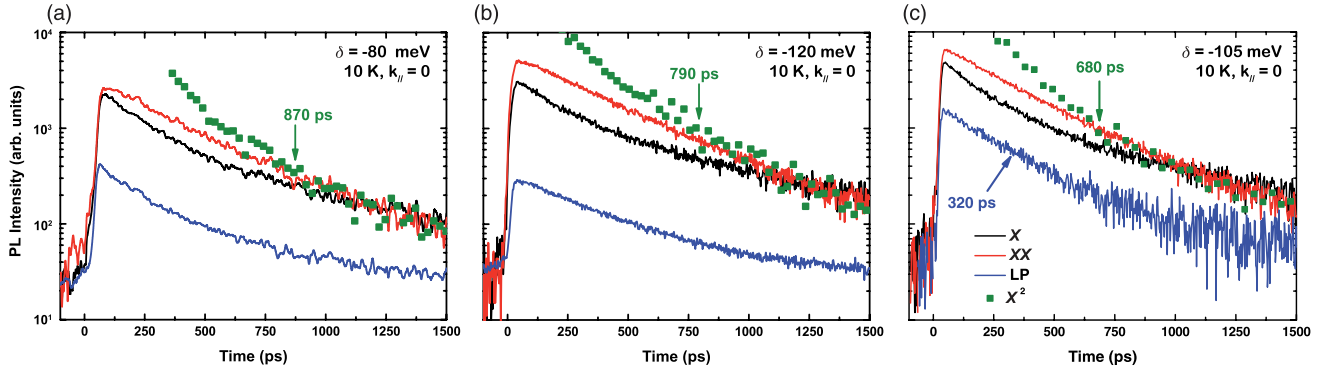 (a)
PL Intensity (arb. units)
10⁴
10³
10²
10¹
δ = -80 meV
10 K, k// = 0
870 ps
0 250 500 750 1000 1250 1500
Time (ps)
(b)
δ = -120 meV
10 K, k// = 0
790 ps
0 250 500 750 1000 1250 1500
Time (ps)
(c)
δ = -105 meV
10 K, k// = 0
680 ps
320 ps
X
XX
LP
X²
0 250 500 750 1000 1250 1500
Time (ps)